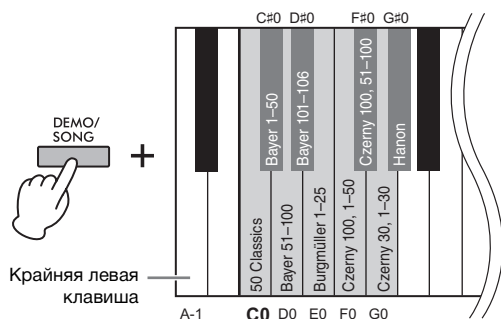 C#0 D#0 F#0 G#0
DEMO/
SONG
+
50 Classics
Bayer 1–50
Bayer 51–100
Bayer 101–106
Burgmüller 1–25
Czerny 100, 1–50
Czerny 100, 51–100
Czerny 30, 1–30
Hanon
Крайняя левая
клавиша
A-1 C0 D0 E0 F0 G0